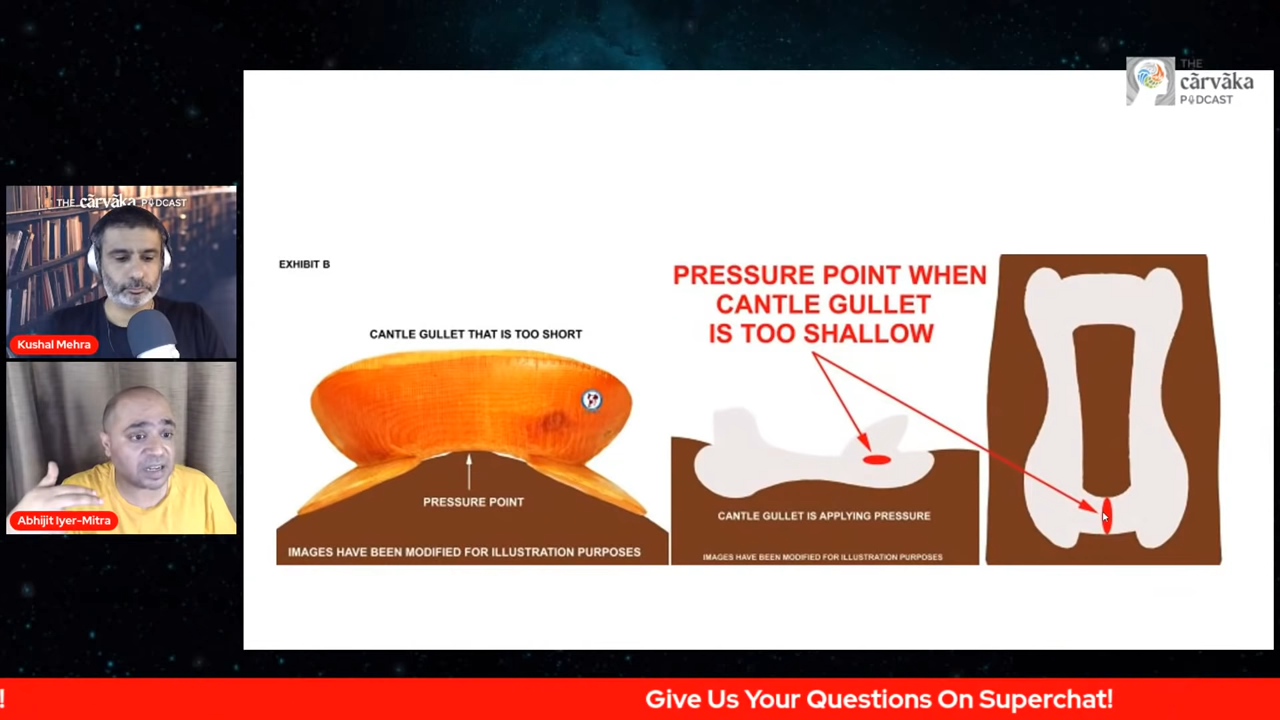 THE
cārvāka
PODCAST
THE cārvāka PODCAST
Kushal Mehra
Abhijit Iyer-Mitra
EXHIBIT B
CANTLE GULLET THAT IS TOO SHORT
PRESSURE POINT
IMAGES HAVE BEEN MODIFIED FOR ILLUSTRATION PURPOSES
PRESSURE POINT WHEN
CANTLE GULLET
IS TOO SHALLOW
CANTLE GULLET IS APPLYING PRESSURE
IMAGES HAVE BEEN MODIFIED FOR ILLUSTRATION PURPOSES
! Give Us Your Questions On Superchat!